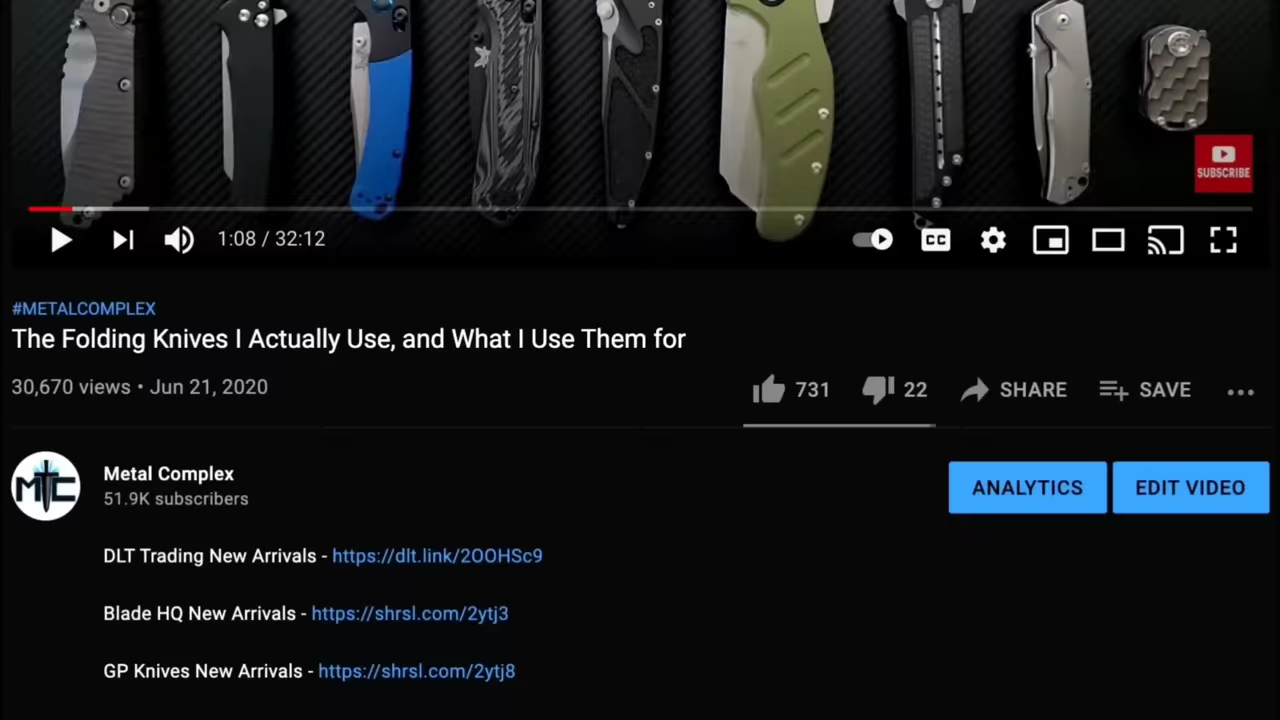 SUBSCRIBE
1:08 / 32:12
CC
#METALCOMPLEX
The Folding Knives I Actually Use, and What I Use Them for
30,670 views • Jun 21, 2020
731 22 SHARE SAVE
MTC
Metal Complex
51.9K subscribers
ANALYTICS EDIT VIDEO
DLT Trading New Arrivals - https://dlt.link/2OOHSc9
Blade HQ New Arrivals - https://shrsl.com/2ytj3
GP Knives New Arrivals - https://shrsl.com/2ytj8